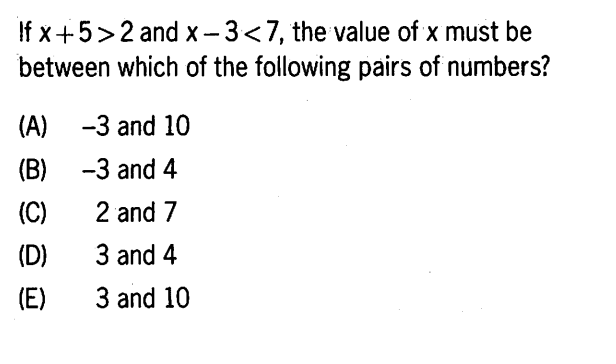 If x+5>2 and x–3<7, the value of x must be
between which of the following pairs of numbers?
(A) –3 and 10
(B) –3 and 4
(C) 2 and 7
(D) 3 and 4
(E) 3 and 10